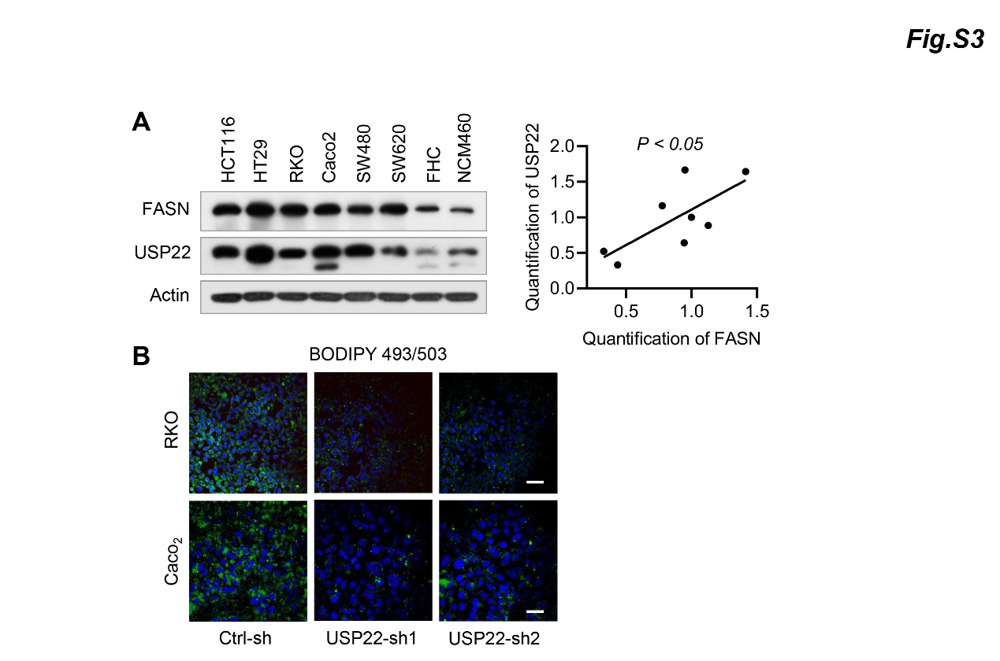 Fig.S3
A
HCT116
HT29
RKO
Caco2
SW480
SW620
FHC
NCM460
FASN
USP22
Actin
Quantification of USP22
P < 0.05
2.0
1.5
1.0
0.5
0.0
0.5 1.0 1.5
Quantification of FASN
B
BODIPY 493/503
RKO
Caco₂
Ctrl-sh USP22-sh1 USP22-sh2